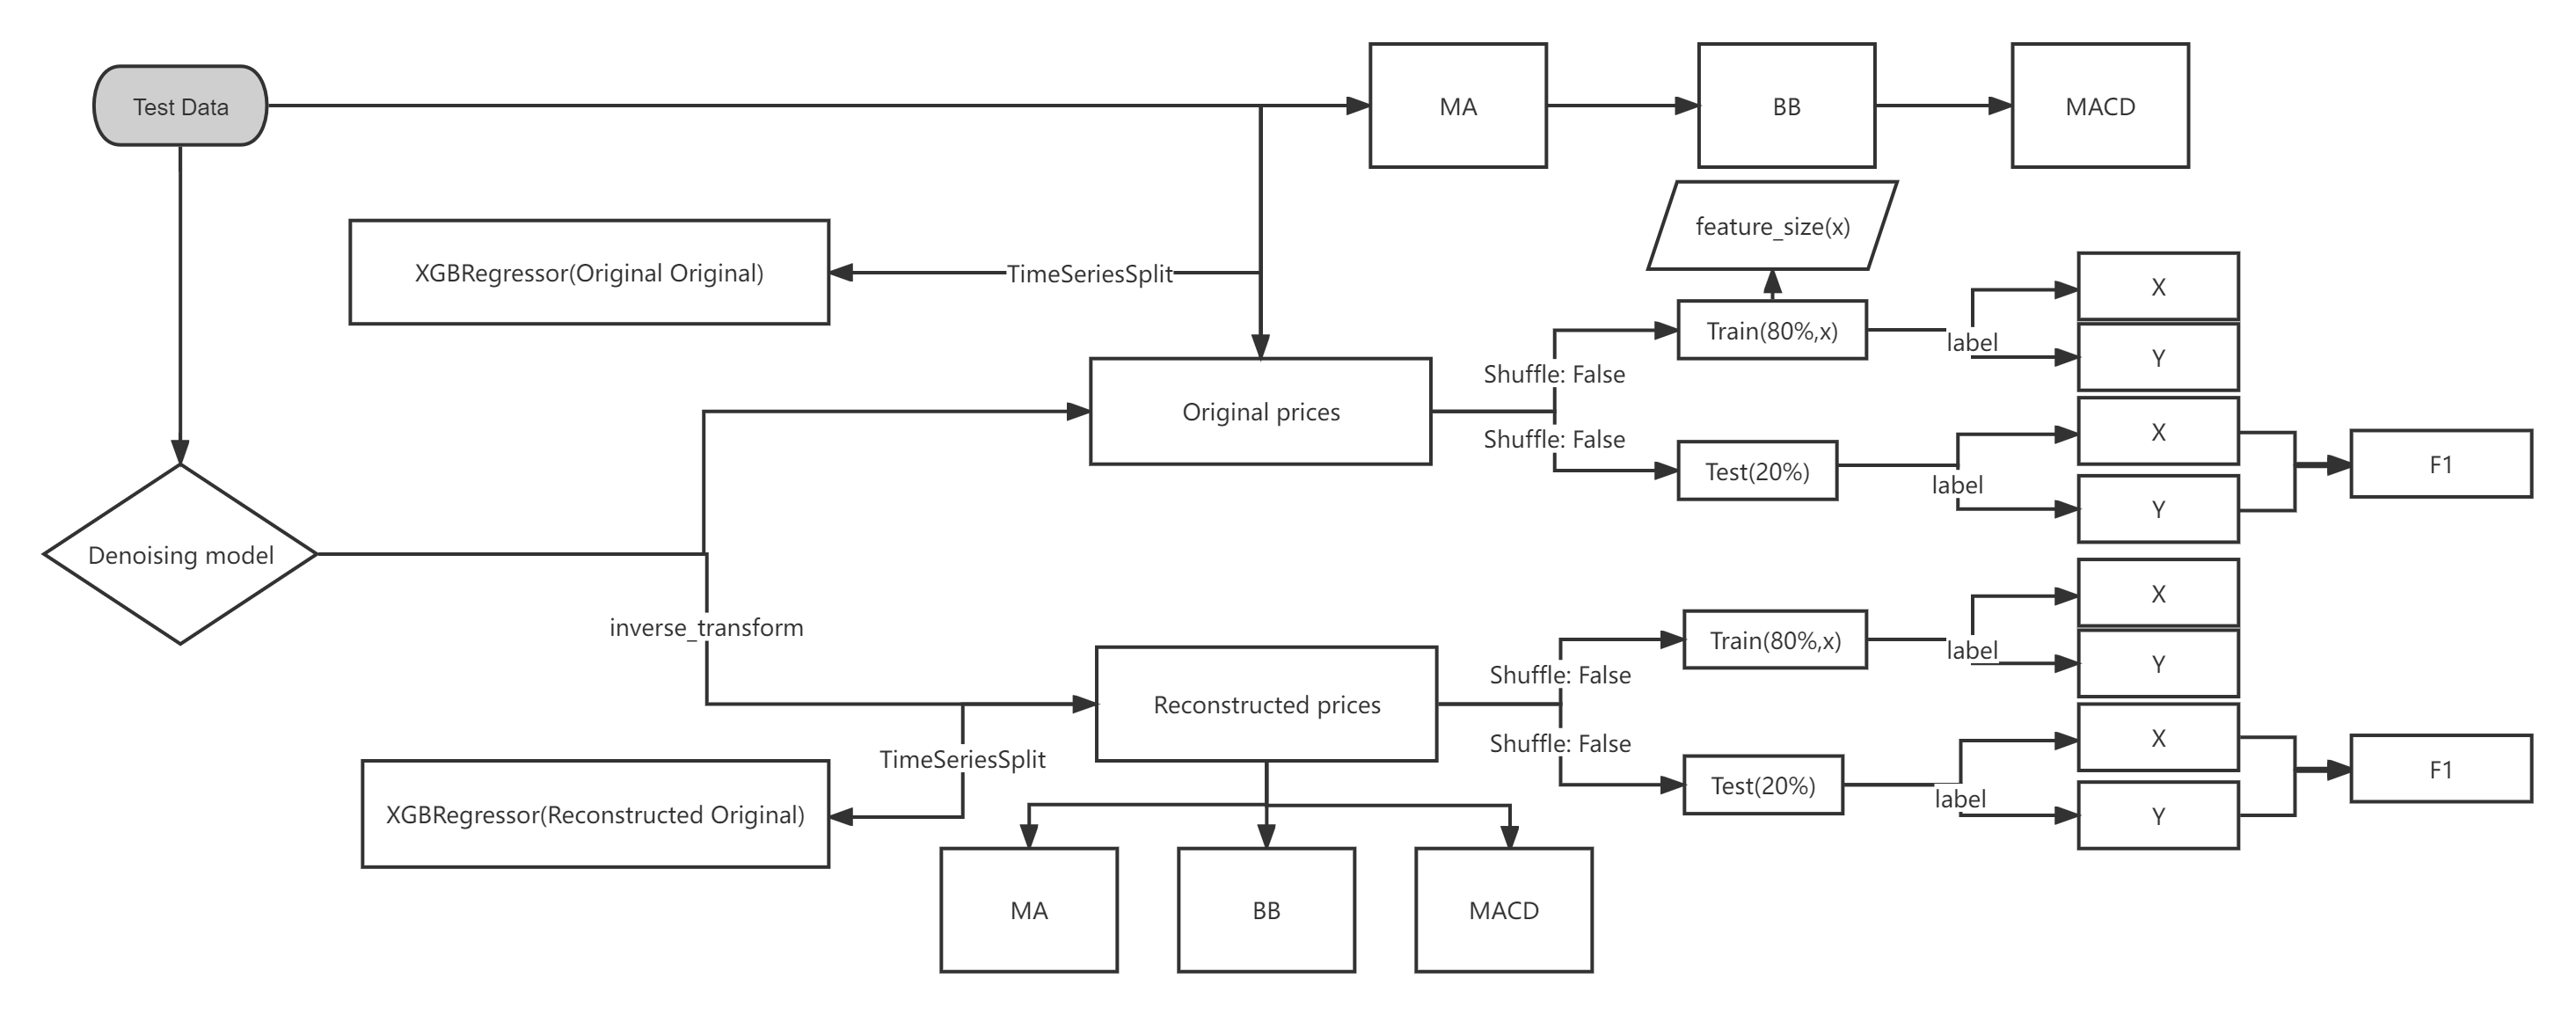 Test Data
MA
BB
MACD
feature_size(x)
XGBRegressor(Original Original)
TimeSeriesSplit
X
Train(80%,x)
label
Y
Shuffle: False
Original prices
Shuffle: False
X
Test(20%)
label
Y
F1
Denoising model
inverse_transform
X
Train(80%,x)
label
Y
Shuffle: False
Reconstructed prices
Shuffle: False
TimeSeriesSplit
X
Test(20%)
label
Y
F1
XGBRegressor(Reconstructed Original)
MA
BB
MACD